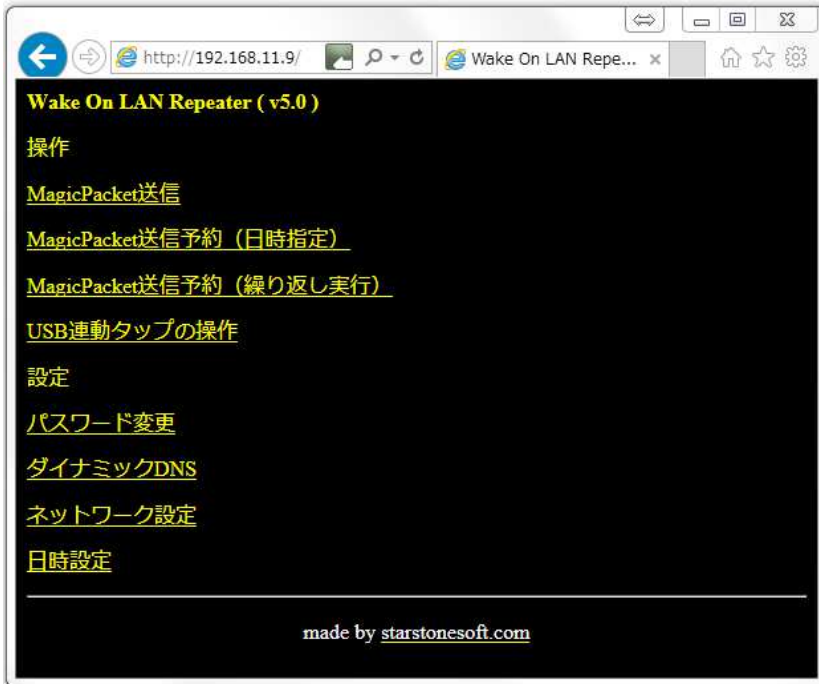 http://192.168.11.9/
Wake On LAN Repe...
Wake On LAN Repeater ( v5.0 )
操作
MagicPacket送信
MagicPacket送信予約（日時指定）
MagicPacket送信予約（繰り返し実行）
USB連動タップの操作
設定
パスワード変更
ダイナミックDNS
ネットワーク設定
日時設定
made by starstonesoft.com